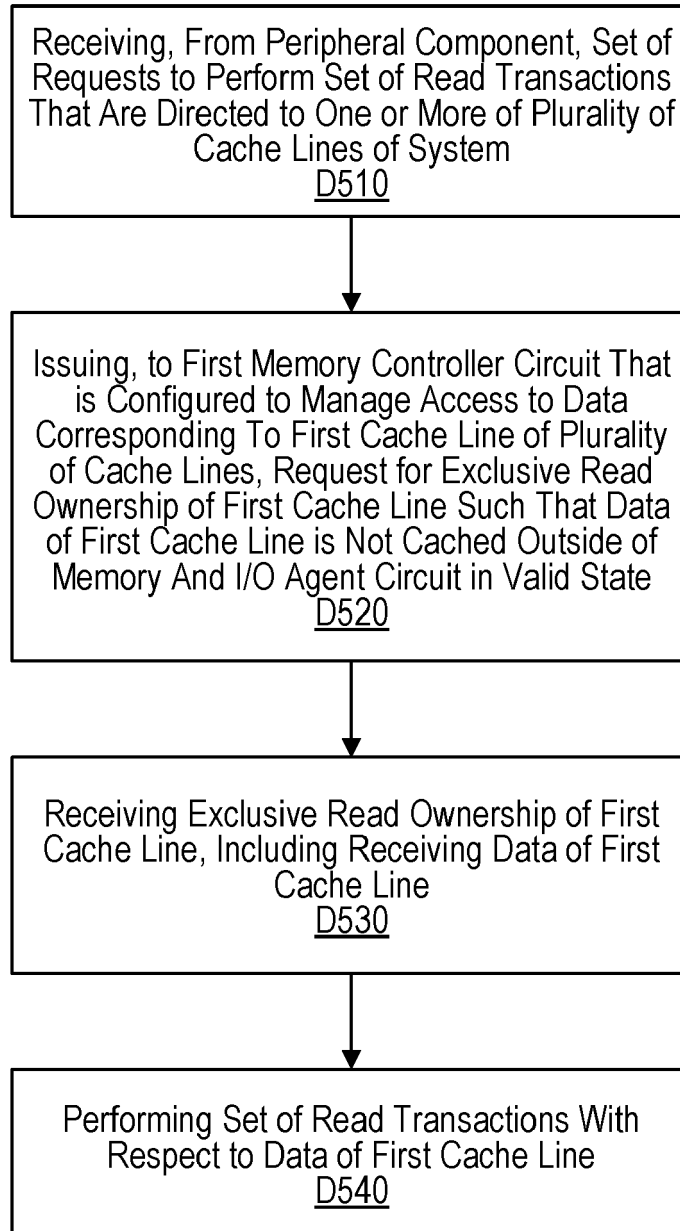 Receiving, From Peripheral Component, Set of
Requests to Perform Set of Read Transactions
That Are Directed to One or More of Plurality of
Cache Lines of System
D510
Issuing, to First Memory Controller Circuit That
is Configured to Manage Access to Data
Corresponding To First Cache Line of Plurality
of Cache Lines, Request for Exclusive Read
Ownership of First Cache Line Such That Data
of First Cache Line is Not Cached Outside of
Memory And I/O Agent Circuit in Valid State
D520
Receiving Exclusive Read Ownership of First
Cache Line, Including Receiving Data of First
Cache Line
D530
Performing Set of Read Transactions With
Respect to Data of First Cache Line
D540